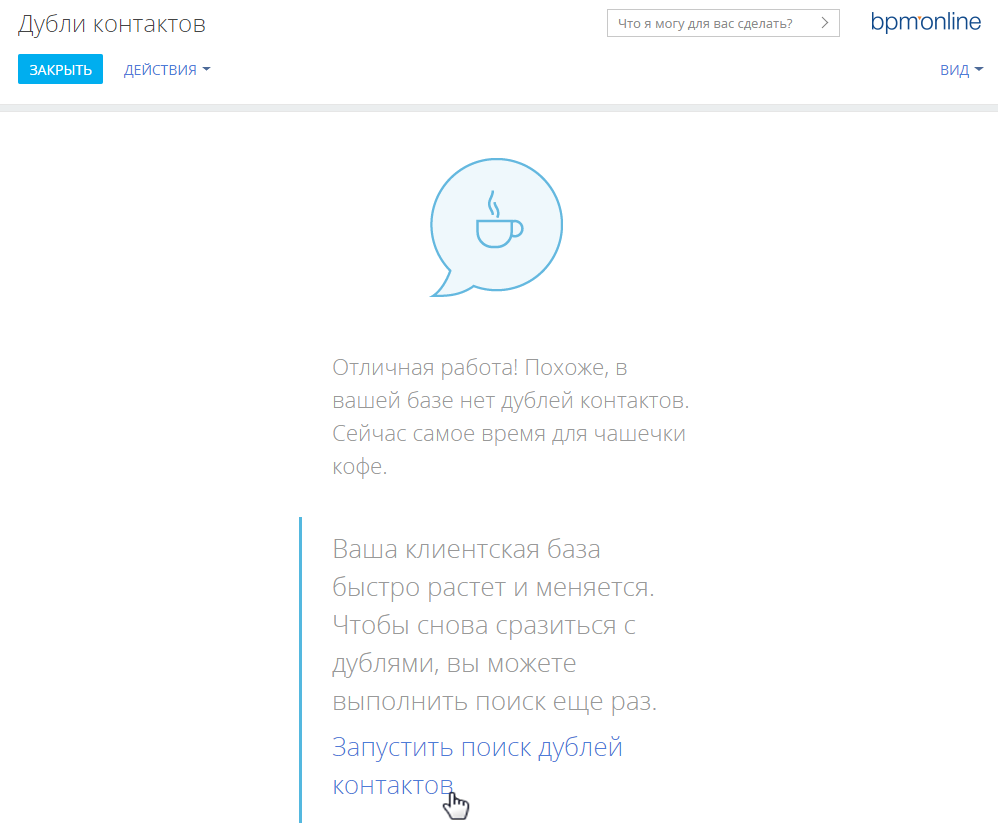 Дубли контактов
Что я могу для вас сделать?
bpmonline
ЗАКРЫТЬ
ДЕЙСТВИЯ
ВИД
Отличная работа! Похоже, в
вашей базе нет дублей контактов.
Сейчас самое время для чашечки
кофе.
Ваша клиентская база
быстро растет и меняется.
Чтобы снова сразиться с
дублями, вы можете
выполнить поиск еще раз.
Запустить поиск дублей
контактов